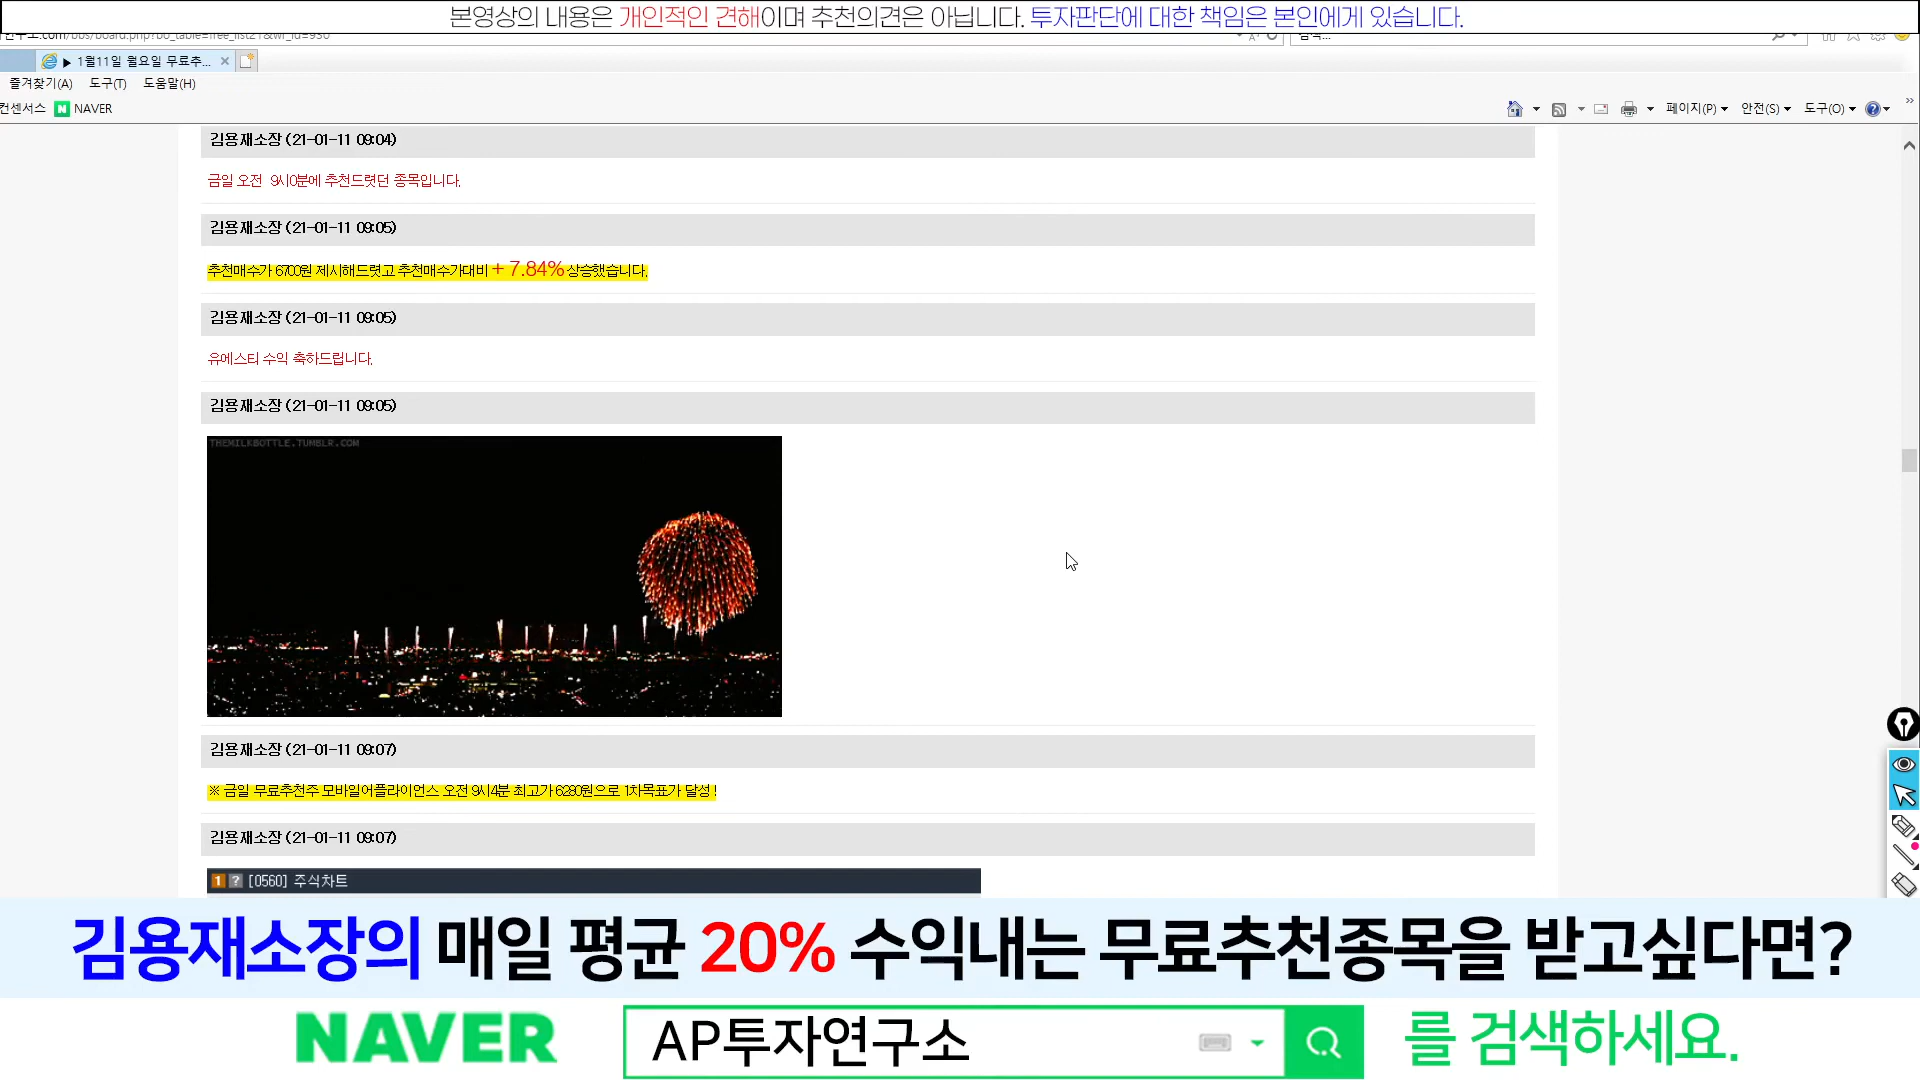 본영상의 내용은 개인적인 견해이며 추천의견은 아닙니다. 투자판단에 대한 책임은 본인에게 있습니다.
▶ 1월11일 월요일 무료추...
즐겨찾기(A) 도구(T) 도움말(H)
컨센서스 NAVER
페이지(P) 안전(S) 도구(O)
김용재소장 (21-01-11 09:04)
금일 오전 9시0분에 추천드렷던 종목입니다.
김용재소장 (21-01-11 09:05)
추천매수가 6700원 제시해드렷고 추천매수가대비 + 7.84% 상승했습니다.
김용재소장 (21-01-11 09:05)
유에스티 수익 축하드립니다.
김용재소장 (21-01-11 09:05)
THEMILKBOTTLE.TUMBLR.COM
김용재소장 (21-01-11 09:07)
※ 금일 무료추천주 모바일어플라이언스 오전 9시4분 최고가 6280원으로 1차목표가 달성 !
김용재소장 (21-01-11 09:07)
1 ? [0560] 주식차트
김용재소장의 매일 평균 20% 수익내는 무료추천종목을 받고싶다면?
NAVER AP투자연구소 를 검색하세요.